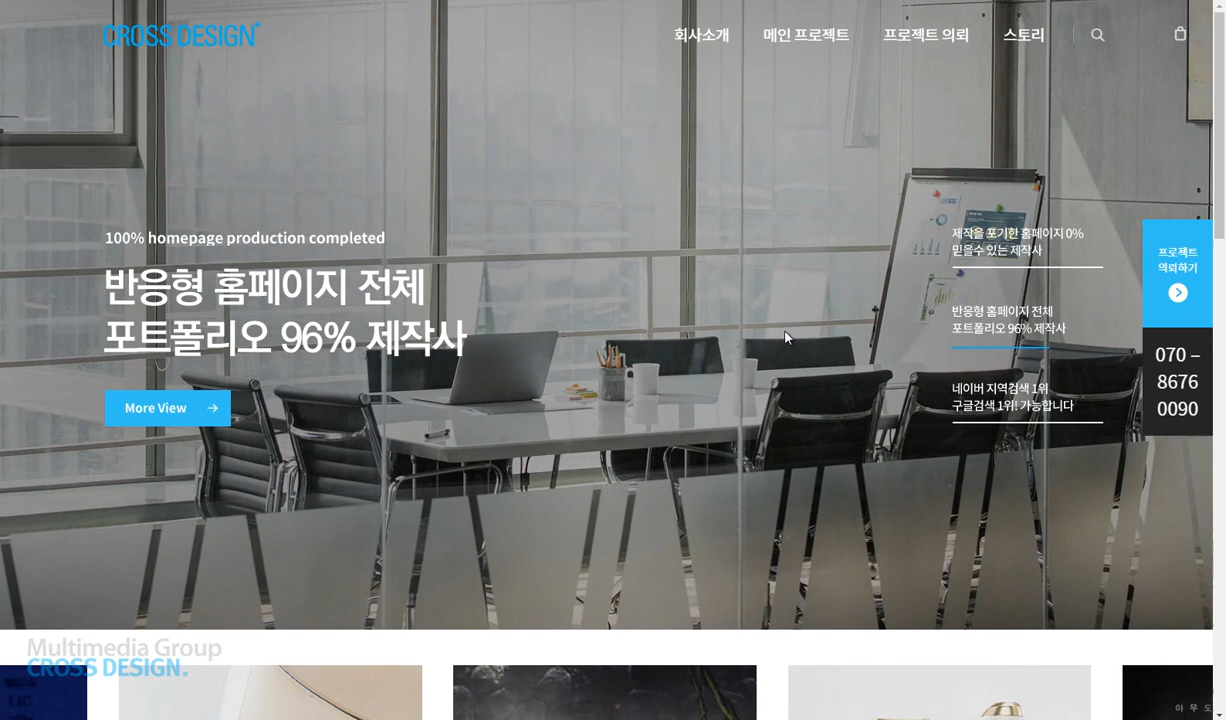 CROSS DESIGN
회사소개 메인 프로젝트 프로젝트 의뢰 스토리
100% homepage production completed
반응형 홈페이지 전체
포트폴리오 96% 제작사
More View
제작을 포기한 홈페이지 0%
믿을수 있는 제작사
반응형 홈페이지 전체
포트폴리오 96% 제작사
네이버 지역검색 1위
구글검색 1위! 가능합니다
프로젝트
의뢰하기
070 –
8676
0090
Multimedia Group
CROSS DESIGN.
LIC
아 무 도